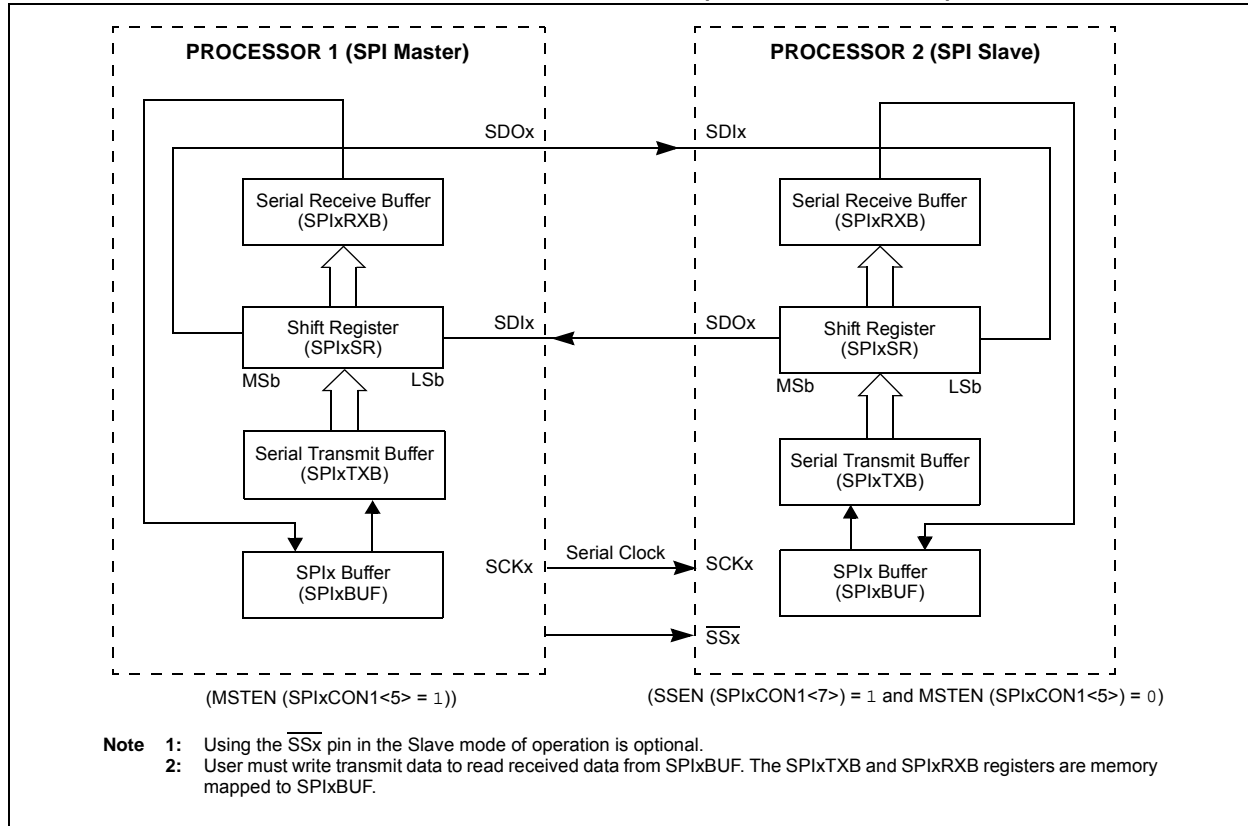 PROCESSOR 1 (SPI Master)
SDOx
Serial Receive Buffer
(SPIxRXB)
SDIx
Shift Register
(SPIxSR)
MSb
LSb
Serial Transmit Buffer
(SPIxTXB)
SPIx Buffer
(SPIxBUF)
SCKx
Serial Clock
PROCESSOR 2 (SPI Slave)
SDIx
Serial Receive Buffer
(SPIxRXB)
SDOx
Shift Register
(SPIxSR)
MSb
LSb
Serial Transmit Buffer
(SPIxTXB)
SCKx
SPIx Buffer
(SPIxBUF)
SSx
(MSTEN (SPIxCON1<5> = 1))
(SSEN (SPIxCON1<7>) = 1 and MSTEN (SPIxCON1<5>) = 0)
Note 1: Using the SSx pin in the Slave mode of operation is optional.
2: User must write transmit data to read received data from SPIxBUF. The SPIxTXB and SPIxRXB registers are memory
mapped to SPIxBUF.